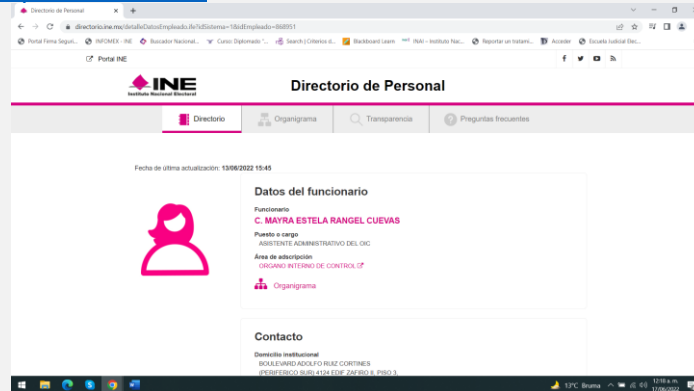 Directorio de Personal
directorio.ine.mx/detalleDatosEmpleado.ife?idSistema=1&idEmpleado=868951
Portal Firma Seguri... INFOMEX - INE Buscador Nacional... Curso: Diplomado "... Search | Criterios d... Blackboard Learn INAI – Instituto Nac... Reportar un tratami... Acceder Escuela Judicial Elec...
Portal INE
INE
Instituto Nacional Electoral
Directorio de Personal
Directorio Organigrama Transparencia Preguntas frecuentes
Fecha de última actualización: 13/06/2022 15:45
Datos del funcionario
Funcionario
C. MAYRA ESTELA RANGEL CUEVAS
Puesto o cargo
ASISTENTE ADMINISTRATIVO DEL OIC
Área de adscripción
ORGANO INTERNO DE CONTROL
Organigrama
Contacto
Domicilio institucional
BOULEVARD ADOLFO RUIZ CORTINES
(PERIFERICO SUR) 4124 EDIF ZAFIRO II, PISO 3,
13°C Bruma 12:10 a. m.
17/06/2022